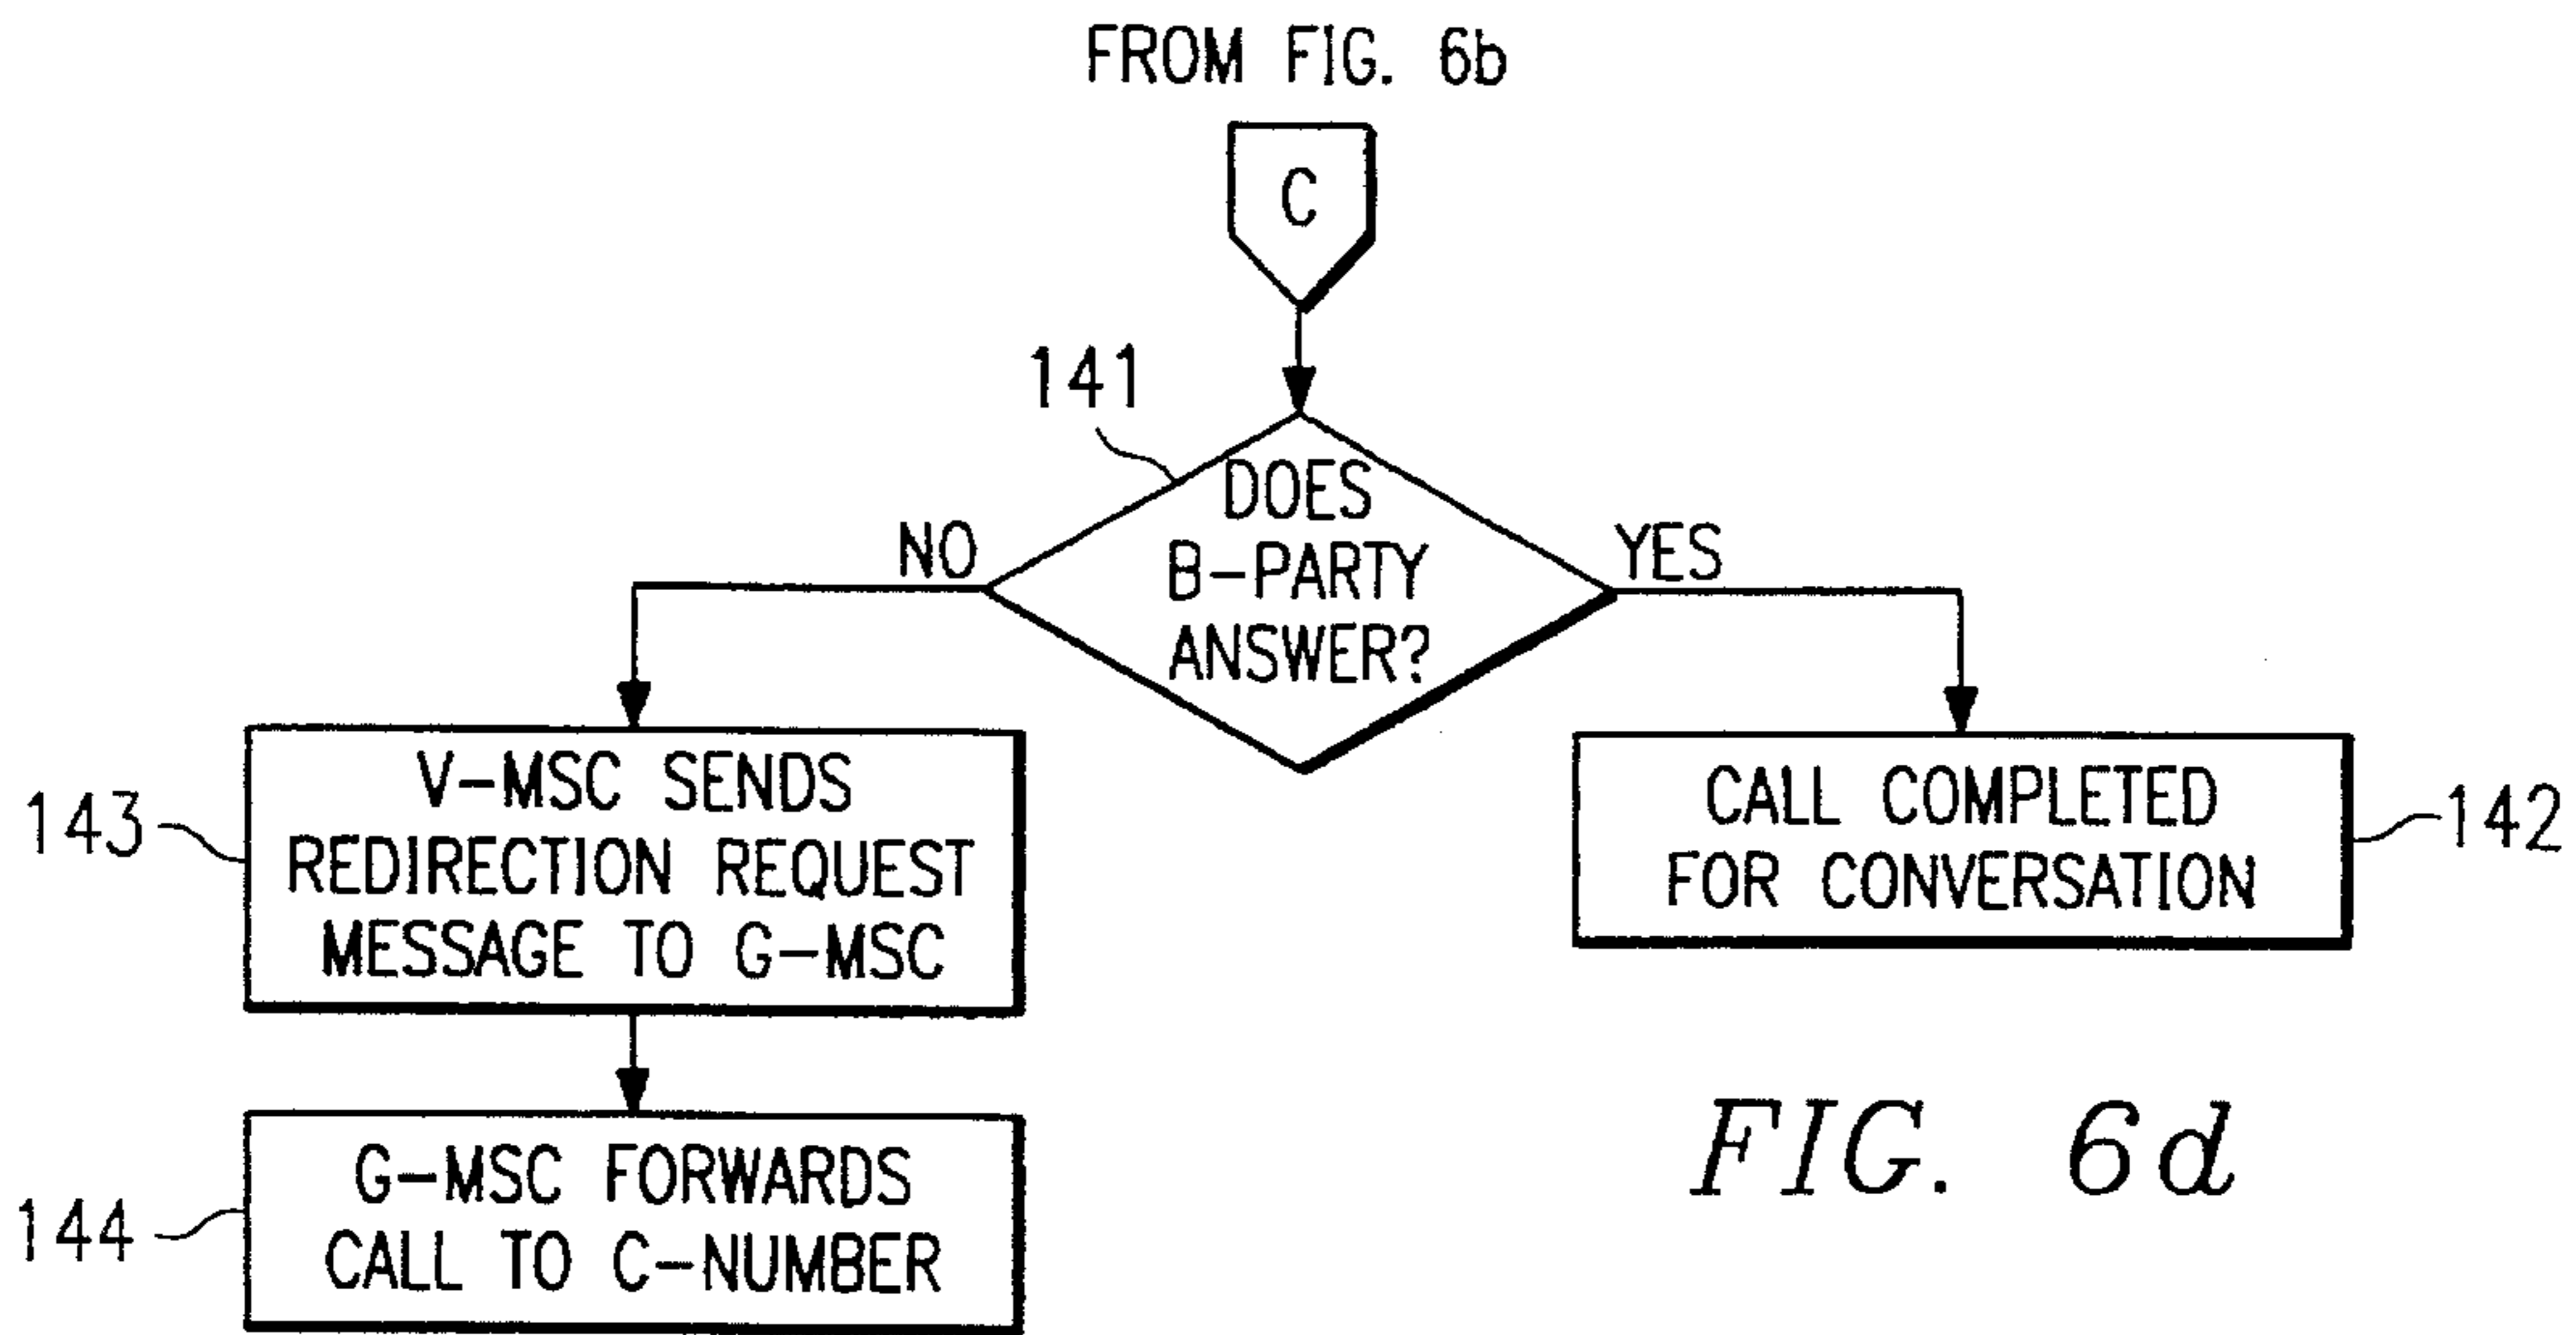 FROM FIG. 6b
C
141
DOES
B-PARTY
ANSWER?
NO
YES
143
V-MSC SENDS
REDIRECTION REQUEST
MESSAGE TO G-MSC
CALL COMPLETED
FOR CONVERSATION
142
144
G-MSC FORWARDS
CALL TO C-NUMBER
FIG. 6d